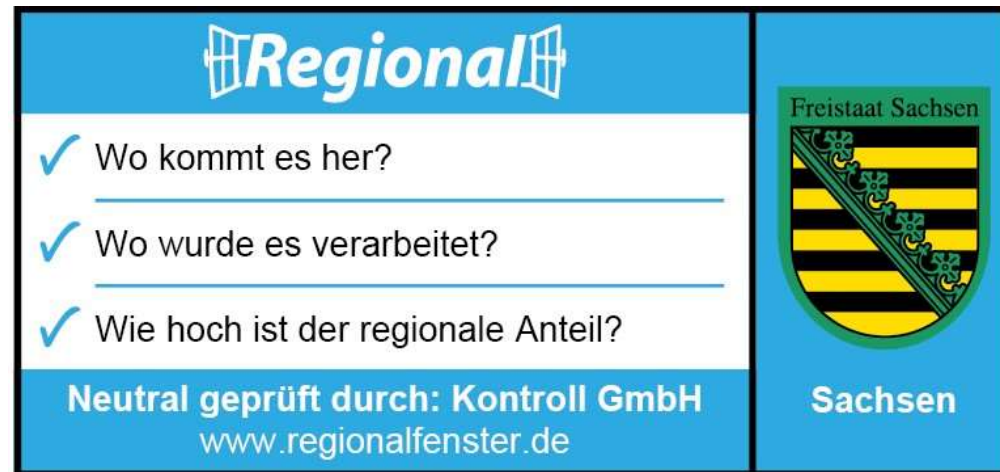 Regional
Wo kommt es her?
Wo wurde es verarbeitet?
Wie hoch ist der regionale Anteil?
Neutral geprüft durch: Kontroll GmbH
www.regionalfenster.de
Freistaat Sachsen
Sachsen